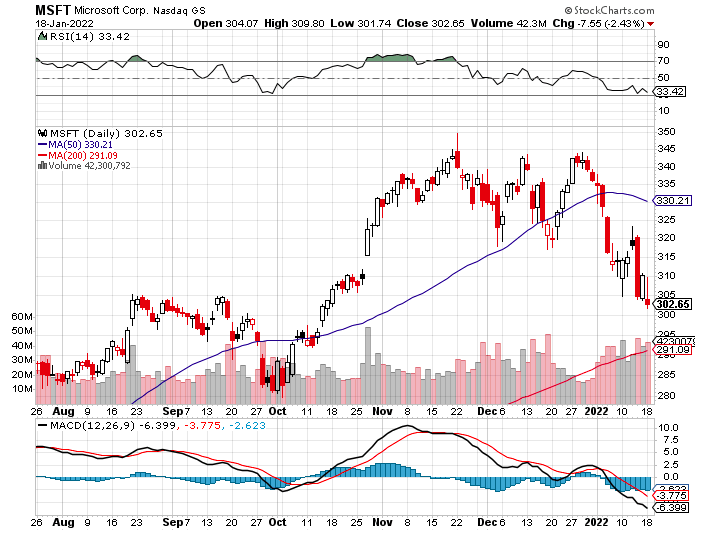 MSFT Microsoft Corp. Nasdaq GS © StockCharts.com
18-Jan-2022 Open 304.07 High 309.80 Low 301.74 Close 302.65 Volume 42.3M Chg -7.55 (-2.43%)
RSI(14) 33.42
90
70
50
33.42
30
10
MSFT (Daily) 302.65
MA(50) 330.21
MA(200) 291.09
Volume 42,300,792
350
345
340
335
330.21
325
320
315
310
305
302.65
300
295
42300792
291.09
285
280
60M
50M
40M
30M
20M
10M
26 Aug 9 16 23 Sep 7 13 20 27 Oct 11 18 25 Nov 8 15 22 Dec 6 13 20 27 2022 10 18
MACD(12,26,9) -6.399, -3.775, -2.623
10.0
7.5
5.0
2.5
0.0
-2.623
-3.775
-6.399
26 Aug 9 16 23 Sep 7 13 20 27 Oct 11 18 25 Nov 8 15 22 Dec 6 13 20 27 2022 10 18